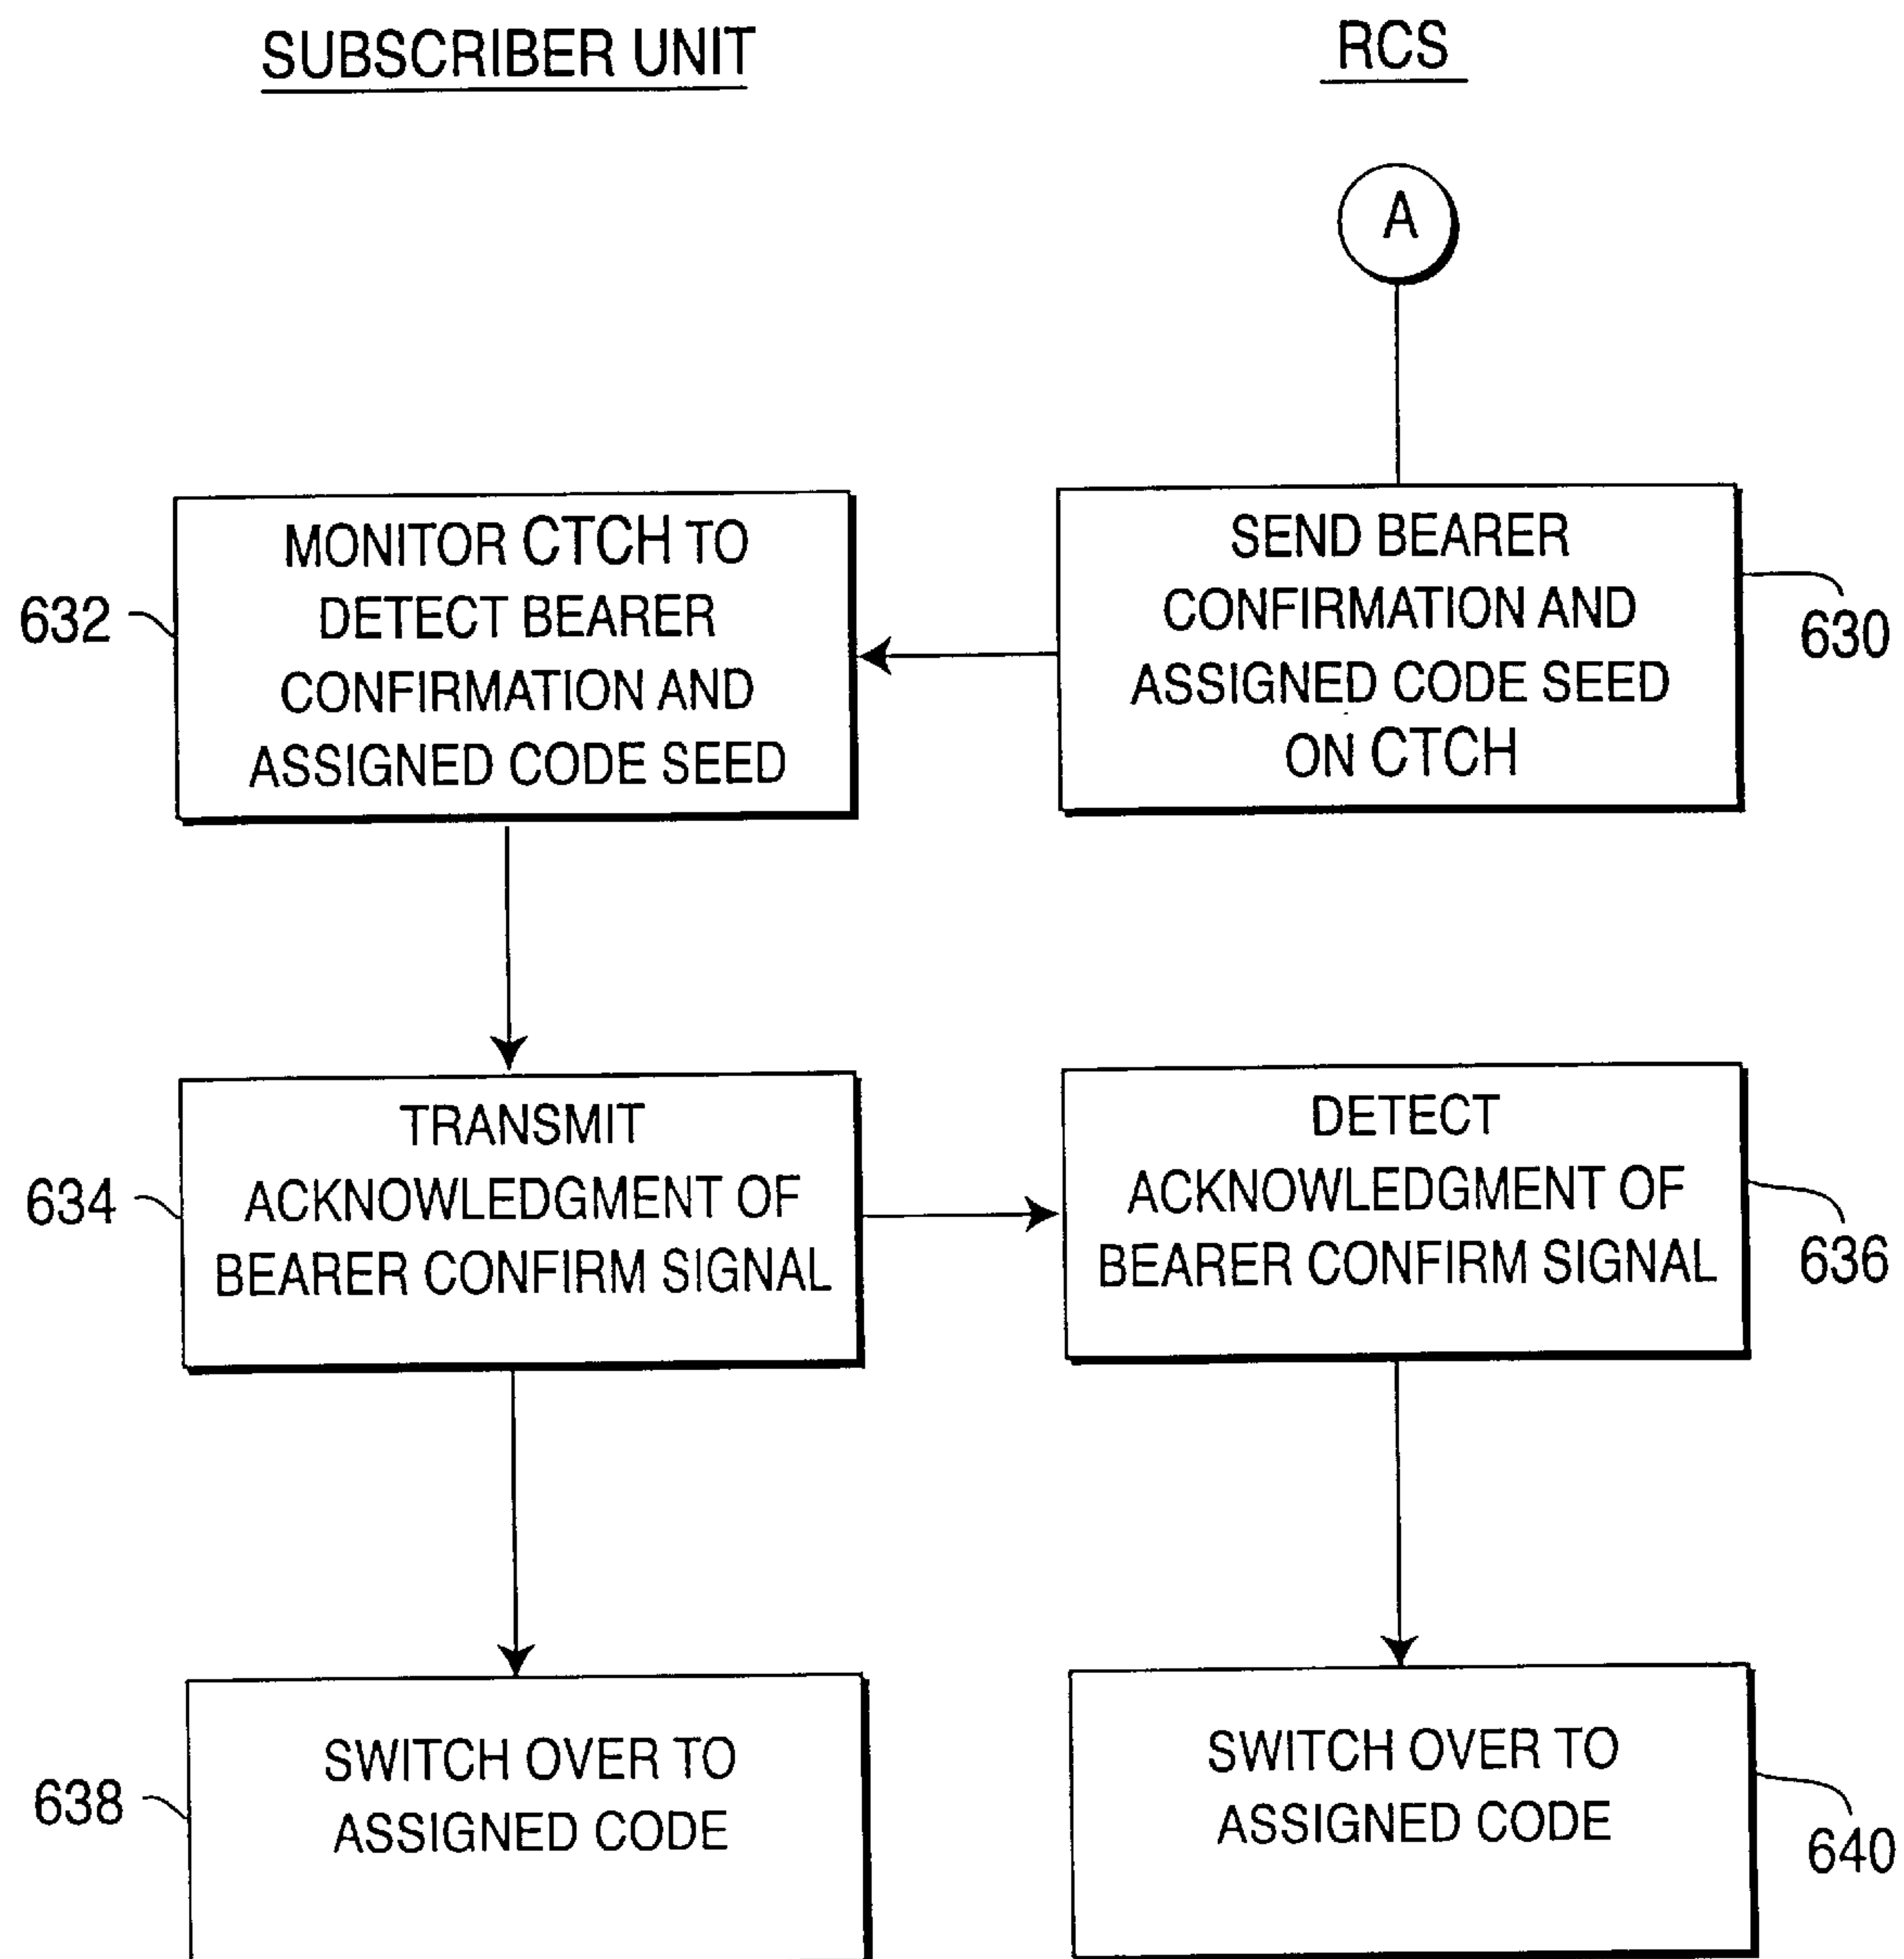 SUBSCRIBER UNIT
RCS
A
MONITOR CTCH TO
DETECT BEARER
CONFIRMATION AND
ASSIGNED CODE SEED
632
SEND BEARER
CONFIRMATION AND
ASSIGNED CODE SEED
ON CTCH
630
TRANSMIT
ACKNOWLEDGMENT OF
BEARER CONFIRM SIGNAL
634
DETECT
ACKNOWLEDGMENT OF
BEARER CONFIRM SIGNAL
636
SWITCH OVER TO
ASSIGNED CODE
638
SWITCH OVER TO
ASSIGNED CODE
640